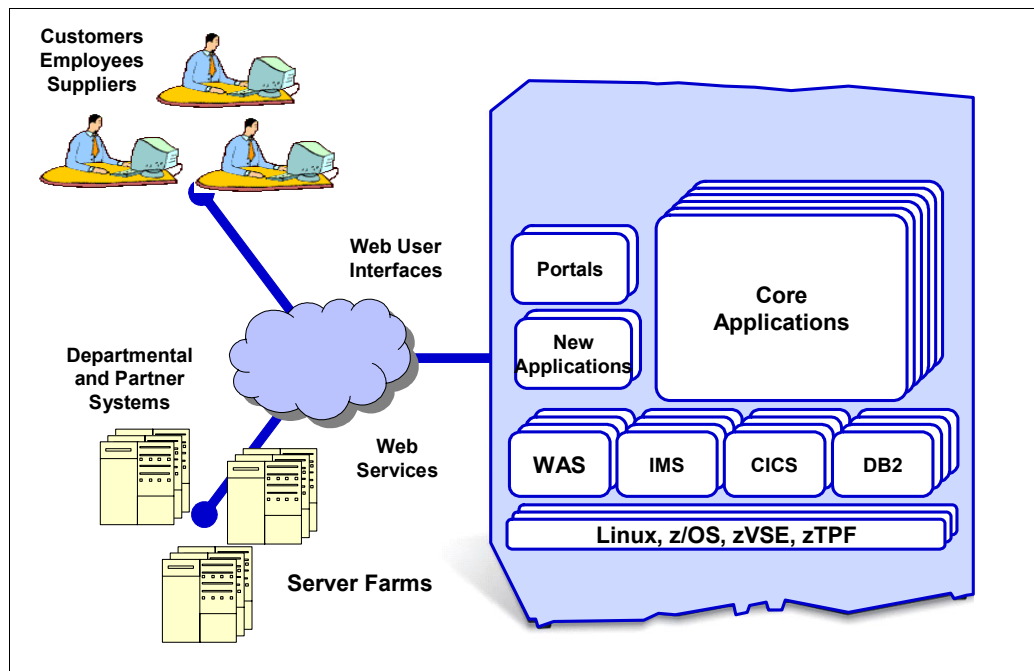 Customers
Employees
Suppliers
Web User
Interfaces
Departmental
and Partner
Systems
Web
Services
Server Farms
Portals
New
Applications
Core
Applications
WAS
IMS
CICS
DB2
Linux, z/OS, zVSE, zTPF